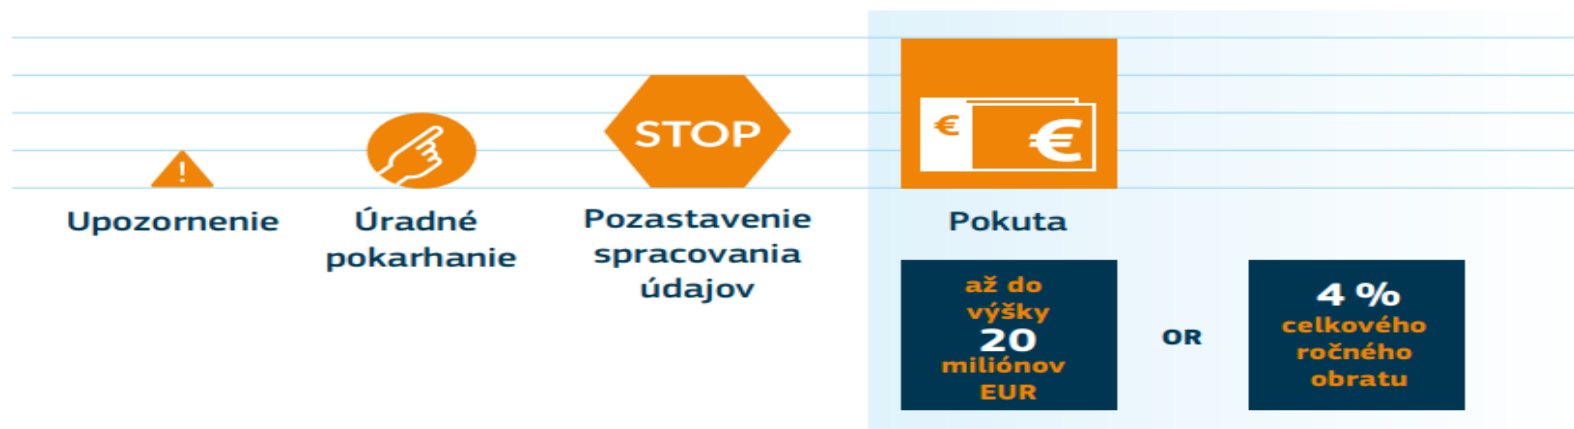 !
STOP
€
€
Upozornenie
Úradné
pokarhanie
Pozastavenie
spracovania
údajov
Pokuta
až do
výšky
20
miliónov
EUR
OR
4 %
celkového
ročného
obratu